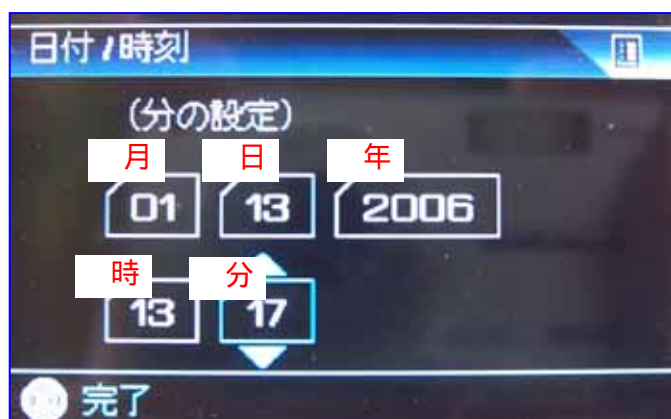 日付/時刻
(分の設定)
月 日 年
01 13 2006
時 分
13 17
完了